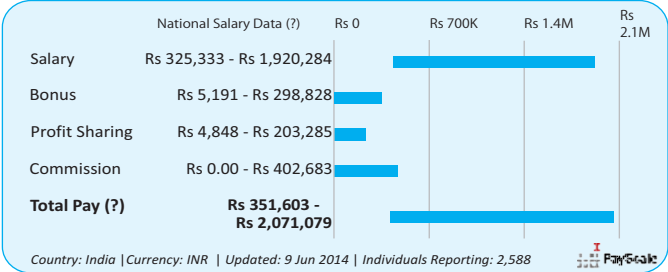 National Salary Data (?) Rs 0 Rs 700K Rs 1.4M Rs 2.1M
Salary Rs 325,333 - Rs 1,920,284
Bonus Rs 5,191 - Rs 298,828
Profit Sharing Rs 4,848 - Rs 203,285
Commission Rs 0.00 - Rs 402,683
Total Pay (?) Rs 351,603 -
Rs 2,071,079
Country: India |Currency: INR | Updated: 9 Jun 2014 | Individuals Reporting: 2,588
PayScale